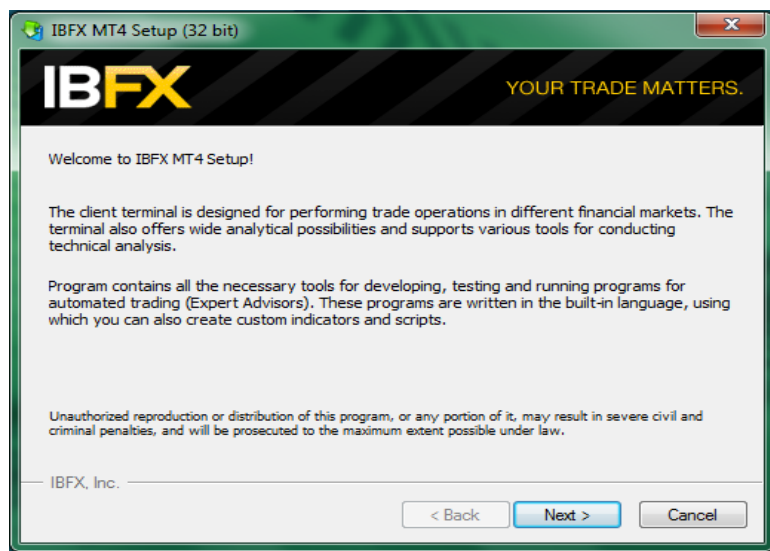 IBFX MT4 Setup (32 bit)
x
IBFX
YOUR TRADE MATTERS.
Welcome to IBFX MT4 Setup!
The client terminal is designed for performing trade operations in different financial markets. The
terminal also offers wide analytical possibilities and supports various tools for conducting
technical analysis.
Program contains all the necessary tools for developing, testing and running programs for
automated trading (Expert Advisors). These programs are written in the built-in language, using
which you can also create custom indicators and scripts.
Unauthorized reproduction or distribution of this program, or any portion of it, may result in severe civil and
criminal penalties, and will be prosecuted to the maximum extent possible under law.
IBFX, Inc.
< Back Next > Cancel